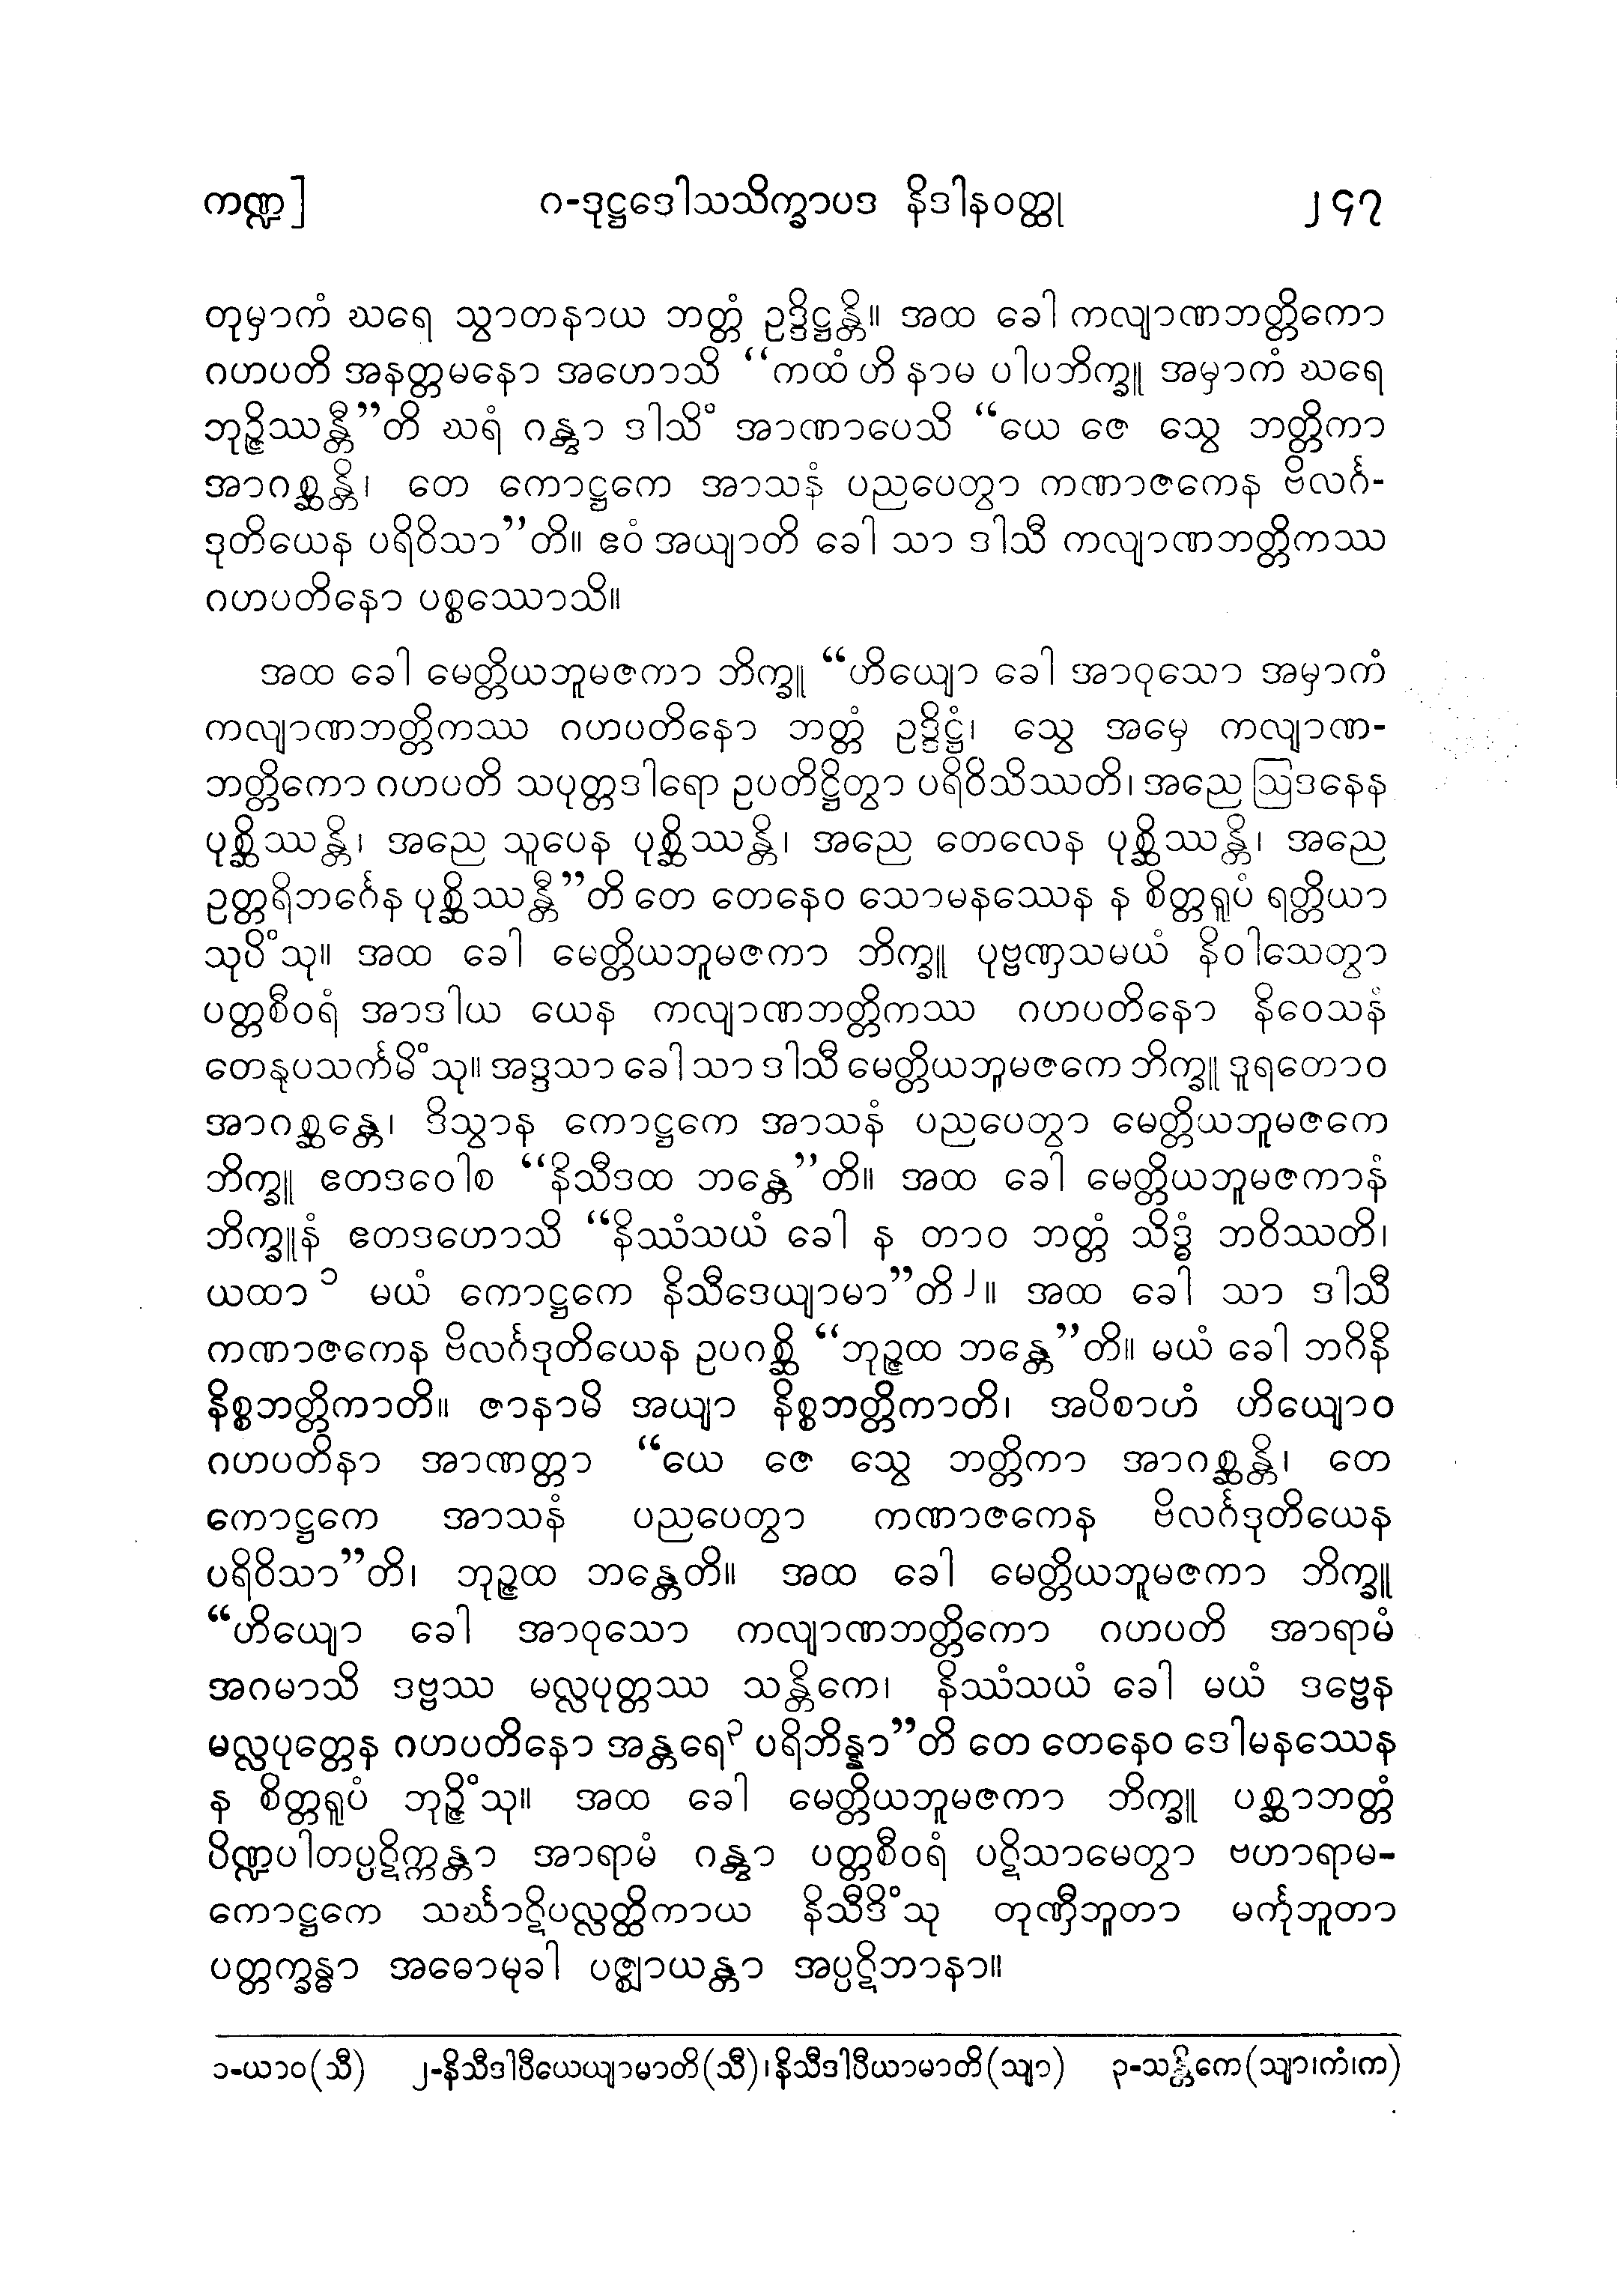 ကဏ္ဍ] ဂ-ဒုဋ္ဌဒေါသသိက္ခာပဒ နိဒါနဝတ္ထု ၂၄၇
တုမှာကံ ဃရေ သွာတနာယ ဘတ္တံ ဥဒ္ဒိဋ္ဌန္တိ။ အထ ခေါ ကလျာဏဘတ္တိကော
ဂဟပတိ အနတ္တမနော အဟောသိ “ကထံ ဟိ နာမ ပါပဘိက္ခူ အမှာကံ ဃရေ
ဘုဉ္ဇိဿန္တီ”တိ ဃရံ ဂန္တွာ ဒါသိံ အာဏာပေသိ “ယေ ဇေ သွေ ဘတ္တိကာ
အာဂစ္ဆန္တိ၊ တေ ကောဋ္ဌကေ အာသနံ ပညပေတွာ ကဏာဇကေန ဗိလင်္ဂ-
ဒုတိယေန ပရိဝိသာ”တိ။ ဧဝံ အယျာတိ ခေါ သာ ဒါသီ ကလျာဏဘတ္တိကဿ
ဂဟပတိနော ပစ္စဿောသိ။
အထ ခေါ မေတ္တိယဘူမဇကာ ဘိက္ခူ “ဟိယျော ခေါ အာဝုသော အမှာကံ
ကလျာဏဘတ္တိကဿ ဂဟပတိနော ဘတ္တံ ဥဒ္ဒိဋ္ဌံ၊ သွေ အမှေ ကလျာဏ-
ဘတ္တိကော ဂဟပတိ သပုတ္တဒါရော ဥပတိဋ္ဌိတွာ ပရိဝိသိဿတိ၊ အညေ ဩဒနေန
ပုစ္ဆိဿန္တိ၊ အညေ သူပေန ပုစ္ဆိဿန္တိ၊ အညေ တေလေန ပုစ္ဆိဿန္တိ၊ အညေ
ဥတ္တရိဘင်္ဂေန ပုစ္ဆိဿန္တီ”တိ တေ တေနေဝ သောမနဿေန န စိတ္တရူပံ ရတ္တိယာ
သုပိံသု။ အထ ခေါ မေတ္တိယဘူမဇကာ ဘိက္ခူ ပုဗ္ဗဏှသမယံ နိဝါသေတွာ
ပတ္တစီဝရံ အာဒါယ ယေန ကလျာဏဘတ္တိကဿ ဂဟပတိနော နိဝေသနံ
တေနုပသင်္ကမိံသု။ အဒ္ဒသာ ခေါ သာ ဒါသီ မေတ္တိယဘူမဇကေ ဘိက္ခူ ဒူရတောဝ
အာဂစ္ဆန္တေ၊ ဒိသွာန ကောဋ္ဌကေ အာသနံ ပညပေတွာ မေတ္တိယဘူမဇကေ
ဘိက္ခူ ဧတဒဝေါစ “နိသီဒထ ဘန္တေ”တိ။ အထ ခေါ မေတ္တိယဘူမဇကာနံ
ဘိက္ခူနံ ဧတဒဟောသိ “နိဿံသယံ ခေါ န တာဝ ဘတ္တံ သိဒ္ဓံ ဘဝိဿတိ၊
ယထာ၁ မယံ ကောဋ္ဌကေ နိသီဒေယျာမာ”တိ၂။ အထ ခေါ သာ ဒါသီ
ကဏာဇကေန ဗိလင်္ဂဒုတိယေန ဥပဂစ္ဆိ “ဘုဉ္ဇထ ဘန္တေ”တိ။ မယံ ခေါ ဘဂိနိ
နိစ္စဘတ္တိကာတိ။ ဇာနာမိ အယျာ နိစ္စဘတ္တိကာတိ၊ အပိစာဟံ ဟိယျောဝ
ဂဟပတိနာ အာဏတ္တာ “ယေ ဇေ သွေ ဘတ္တိကာ အာဂစ္ဆန္တိ၊ တေ
ကောဋ္ဌကေ အာသနံ ပညပေတွာ ကဏာဇကေန ဗိလင်္ဂဒုတိယေန
ပရိဝိသာ”တိ၊ ဘုဉ္ဇထ ဘန္တေတိ။ အထ ခေါ မေတ္တိယဘူမဇကာ ဘိက္ခူ
“ဟိယျော ခေါ အာဝုသော ကလျာဏဘတ္တိကော ဂဟပတိ အာရာမံ
အဂမာသိ ဒဗ္ဗဿ မလ္လပုတ္တဿ သန္တိကေ၊ နိဿံသယံ ခေါ မယံ ဒဗ္ဗေန
မလ္လပုတ္တေန ဂဟပတိနော အန္တရေ၃ ပရိဘိန္နာ”တိ တေ တေနေဝ ဒေါမနဿေန
န စိတ္တရူပံ ဘုဉ္ဇိံသု။ အထ ခေါ မေတ္တိယဘူမဇကာ ဘိက္ခူ ပစ္ဆာဘတ္တံ
ပိဏ္ဍပါတပ္ပဋိက္ကန္တာ အာရာမံ ဂန္တွာ ပတ္တစီဝရံ ပဋိသာမေတွာ ဗဟာရာမ-
ကောဋ္ဌကေ သင်္ဃာဋိပလ္လတ္ထိကာယ နိသီဒိံသု တုဏှီဘူတာ မင်္ကုဘူတာ
ပတ္တက္ခန္ဓာ အဓောမုခါ ပဇ္ဈာယန္တာ အပ္ပဋိဘာနာ။
၁-ယာဝ(သီ) ၂-နိသီဒါပီယေယျာမာတိ(သီ)၊နိသီဒါပီယာမာတိ(သျာ) ၃-သန္တိကေ(သျာ၊ကံ၊က)